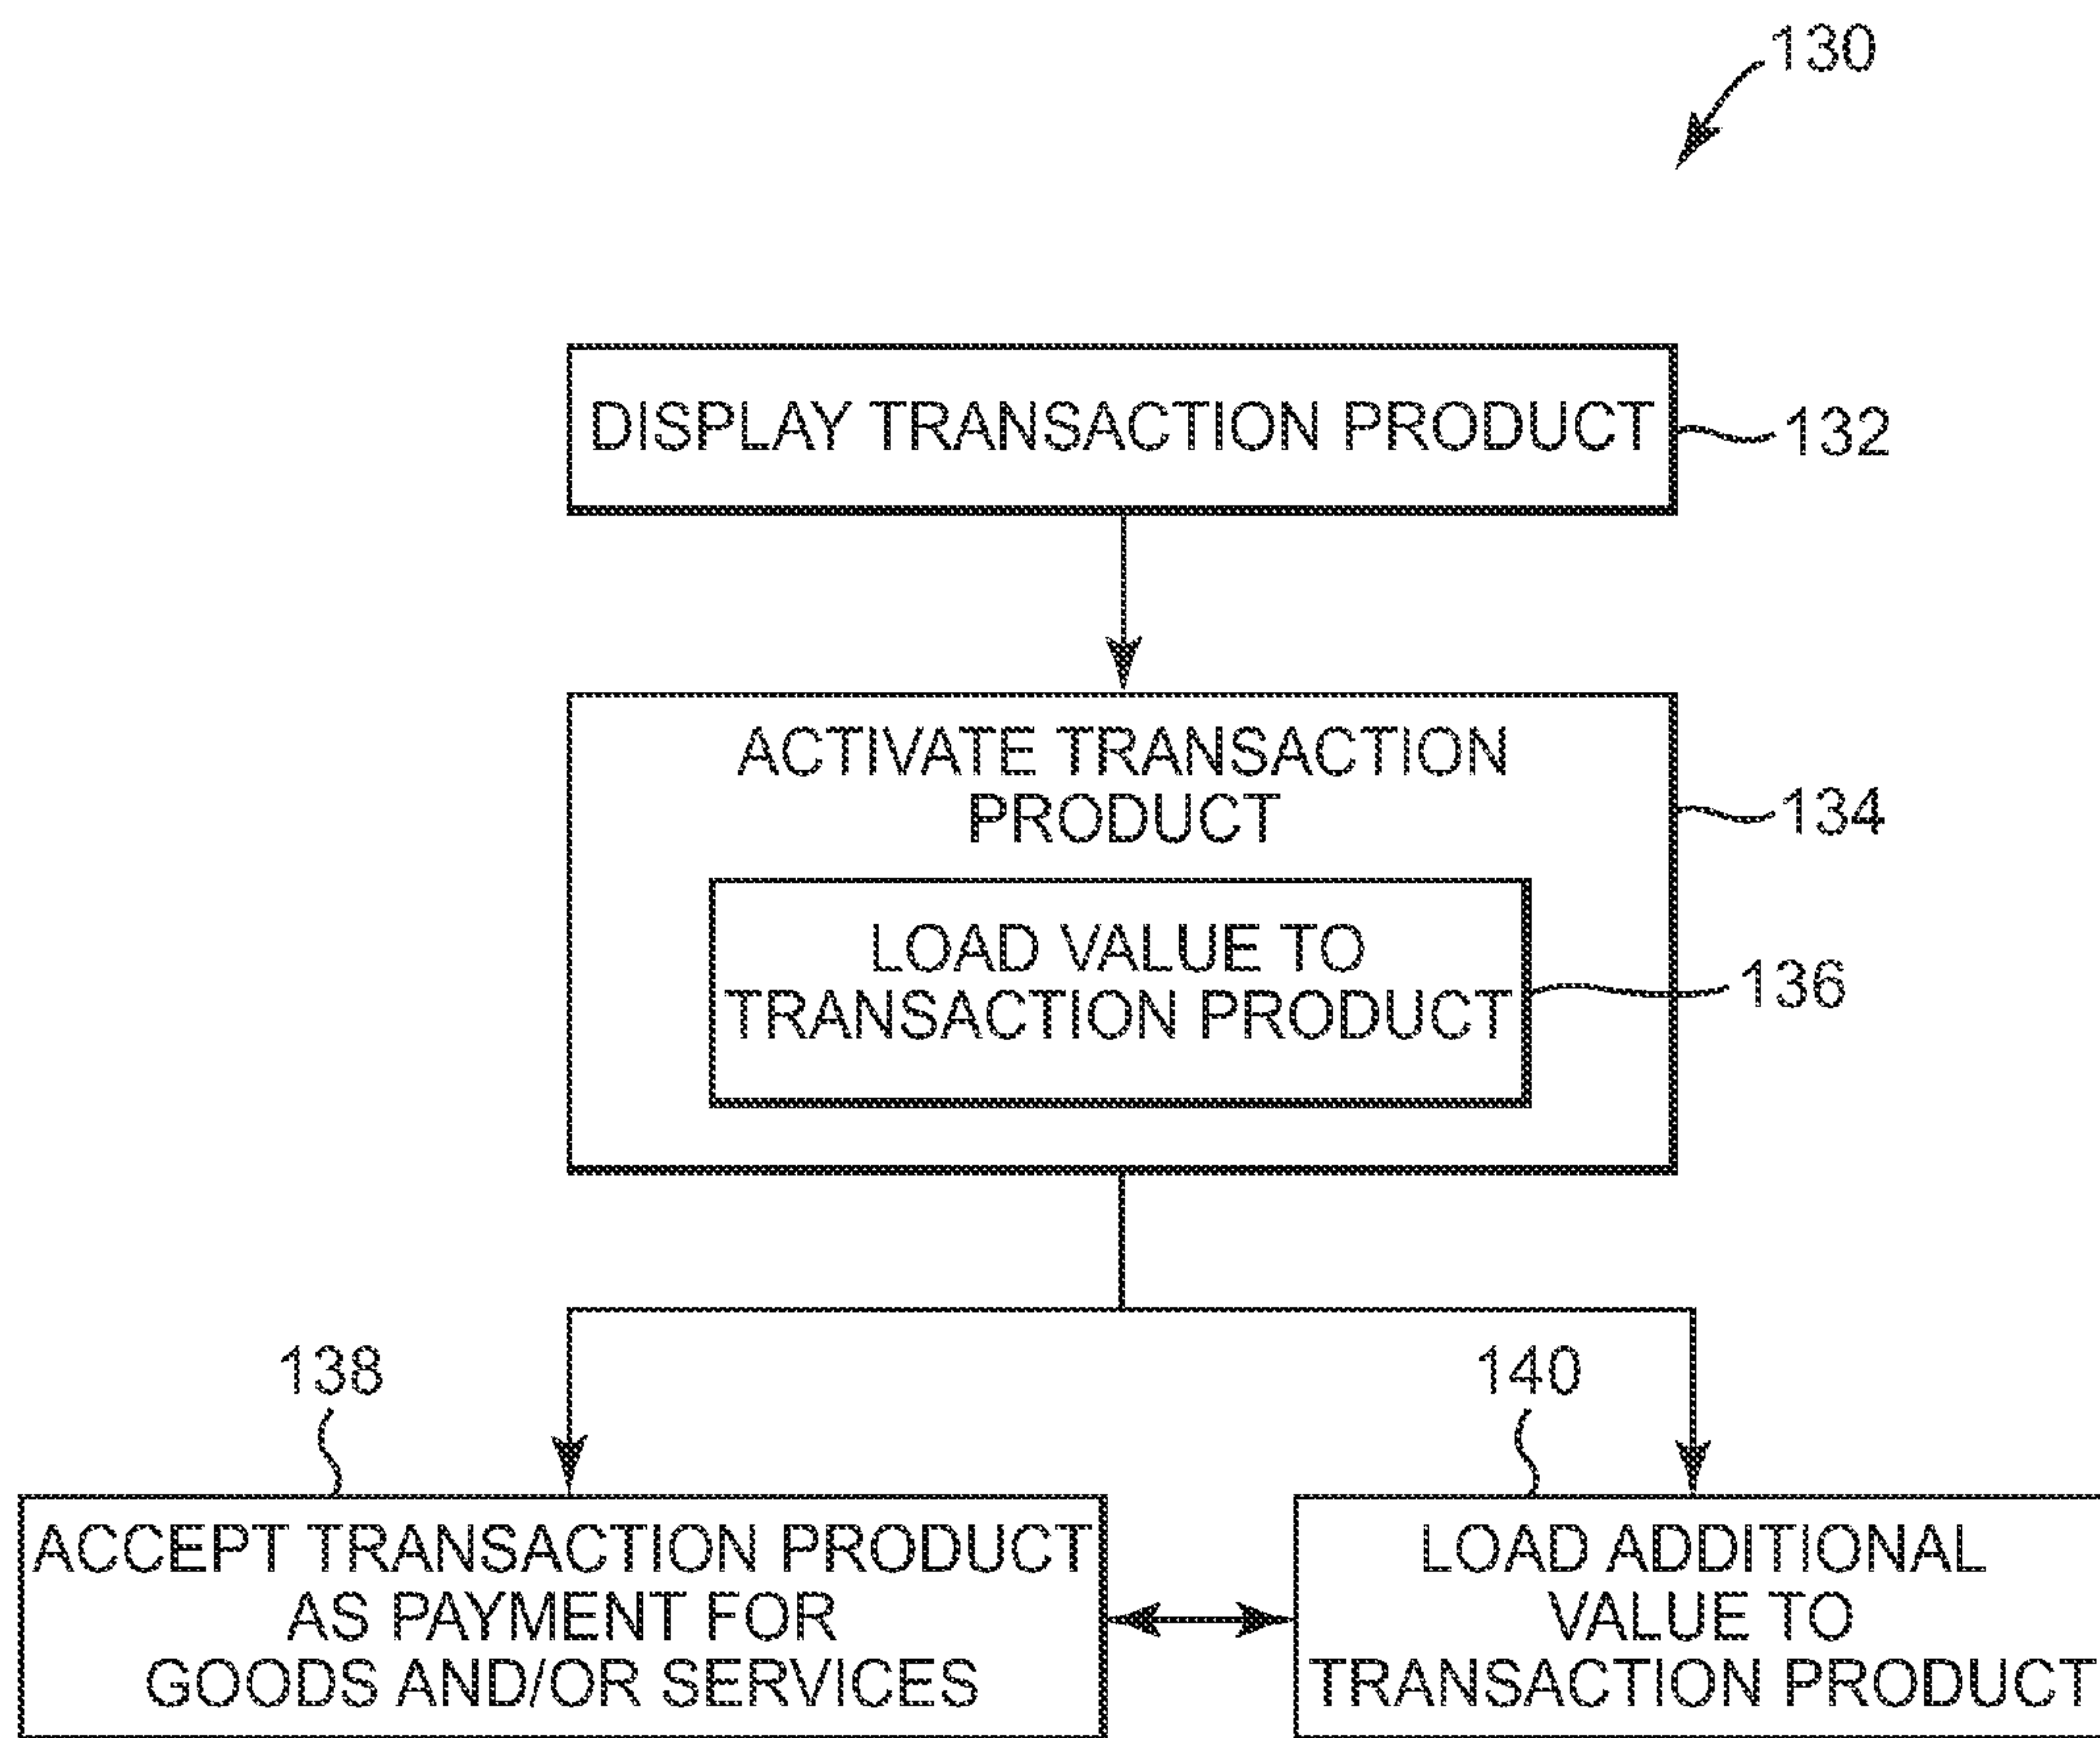 130
DISPLAY TRANSACTION PRODUCT
132
ACTIVATE TRANSACTION
PRODUCT
134
LOAD VALUE TO
TRANSACTION PRODUCT
136
138
ACCEPT TRANSACTION PRODUCT
AS PAYMENT FOR
GOODS AND/OR SERVICES
140
LOAD ADDITIONAL
VALUE TO
TRANSACTION PRODUCT